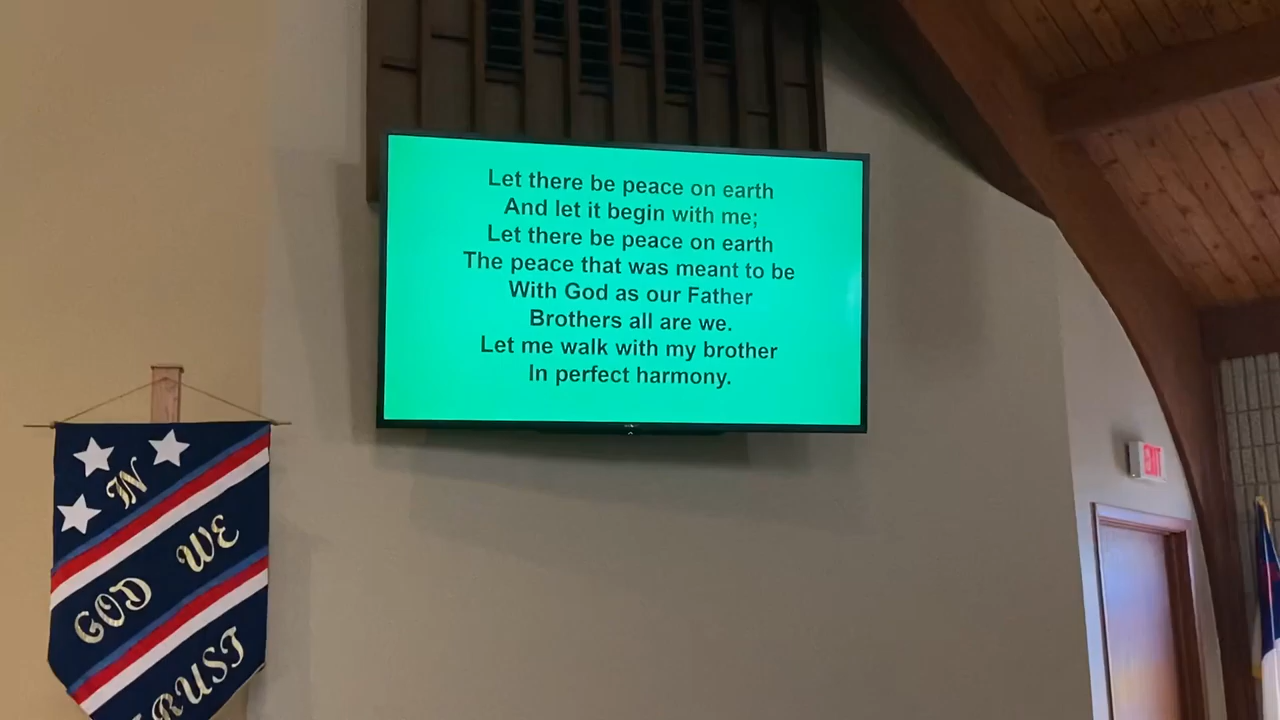 Let there be peace on earth
And let it begin with me;
Let there be peace on earth
The peace that was meant to be
With God as our Father
Brothers all are we.
Let me walk with my brother
In perfect harmony.
IN
GOD WE
RUST
EXIT